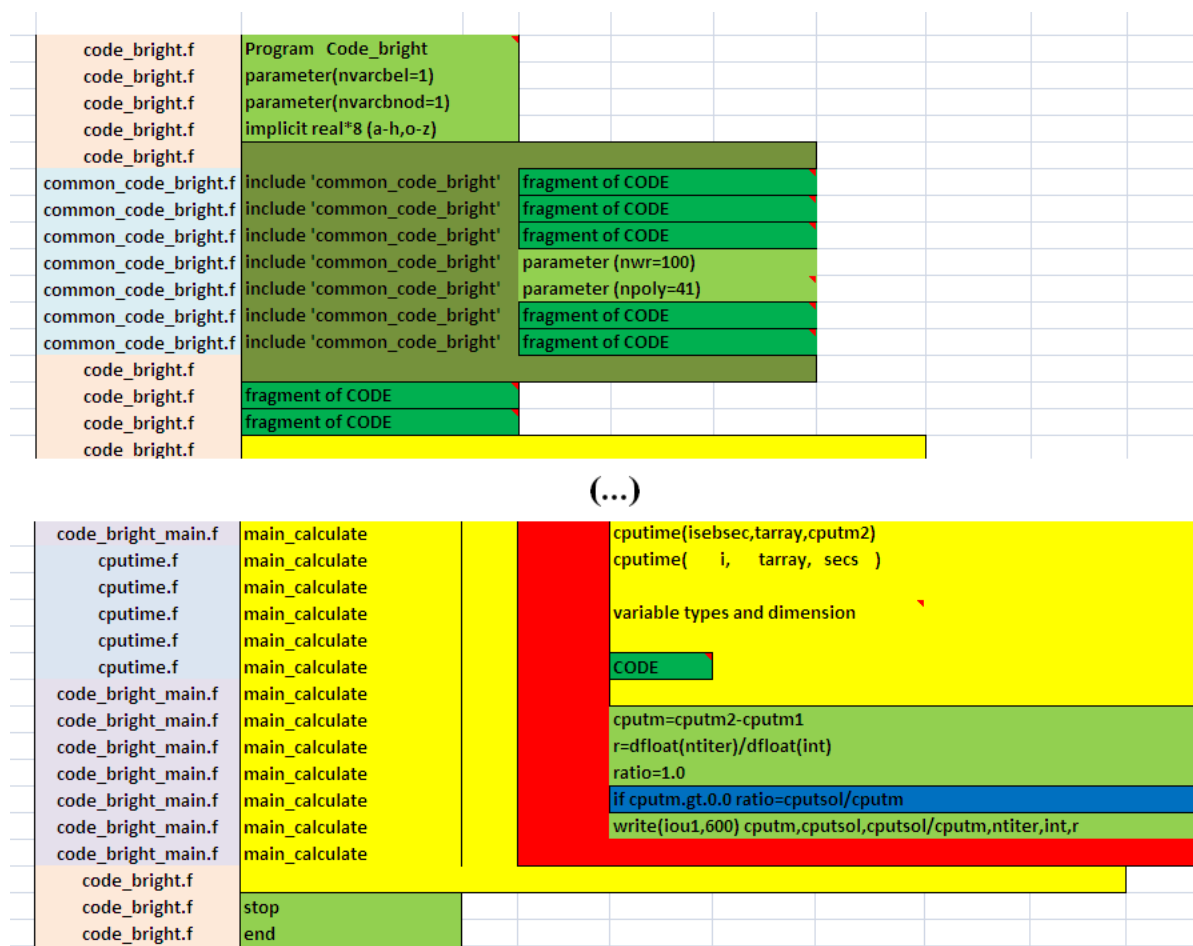 code_bright.f Program Code_bright
code_bright.f parameter(nvarcbel=1)
code_bright.f parameter(nvarcbnod=1)
code_bright.f implicit real*8 (a-h,o-z)
code_bright.f
common_code_bright.f include 'common_code_bright' fragment of CODE
common_code_bright.f include 'common_code_bright' fragment of CODE
common_code_bright.f include 'common_code_bright' fragment of CODE
common_code_bright.f include 'common_code_bright' parameter (nwr=100)
common_code_bright.f include 'common_code_bright' parameter (npoly=41)
common_code_bright.f include 'common_code_bright' fragment of CODE
common_code_bright.f include 'common_code_bright' fragment of CODE
code_bright.f
code_bright.f fragment of CODE
code_bright.f fragment of CODE
code_bright.f
(...)
code_bright_main.f main_calculate cputime(isebsec,tarray,cputm2)
cputime.f main_calculate cputime( i, tarray, secs )
cputime.f main_calculate
cputime.f main_calculate variable types and dimension
cputime.f main_calculate
cputime.f main_calculate CODE
code_bright_main.f main_calculate
code_bright_main.f main_calculate cputm=cputm2-cputm1
code_bright_main.f main_calculate r=dfloat(ntiter)/dfloat(int)
code_bright_main.f main_calculate ratio=1.0
code_bright_main.f main_calculate if cputm.gt.0.0 ratio=cputsol/cputm
code_bright_main.f main_calculate write(iou1,600) cputm,cputsol,cputsol/cputm,ntiter,int,r
code_bright_main.f main_calculate
code_bright.f
code_bright.f stop
code_bright.f end